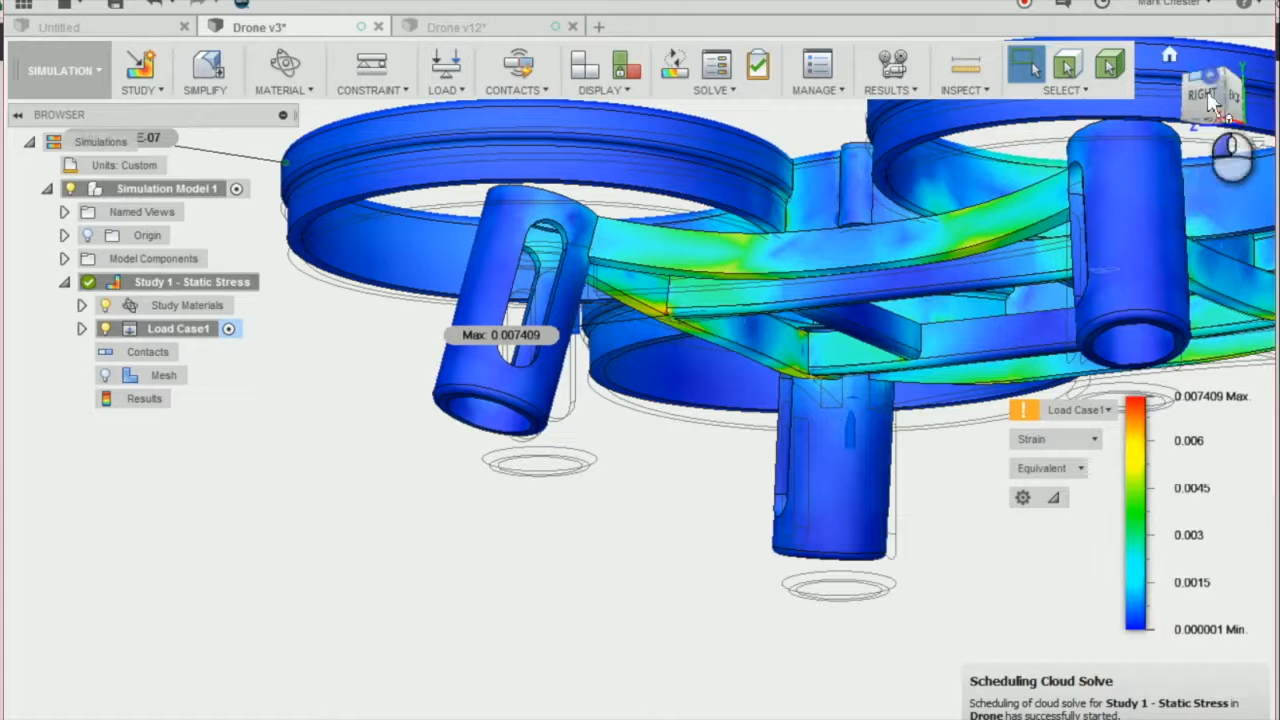 Mark Chester
Untitled
Drone v3*
Drone v12*
SIMULATION
STUDY
SIMPLIFY
MATERIAL
CONSTRAINT
LOAD
CONTACTS
DISPLAY
SOLVE
MANAGE
RESULTS
INSPECT
SELECT
RIGHT
Y
Z
BROWSER
Simulations
E-07
Units: Custom
Simulation Model 1
Named Views
Origin
Model Components
Study 1 - Static Stress
Study Materials
Load Case1
Contacts
Mesh
Results
Max: 0.007409
Load Case1
Strain
Equivalent
0.007409 Max.
0.006
0.0045
0.003
0.0015
0.000001 Min.
Scheduling Cloud Solve
Scheduling of cloud solve for Study 1 - Static Stress in
Drone has successfully started.